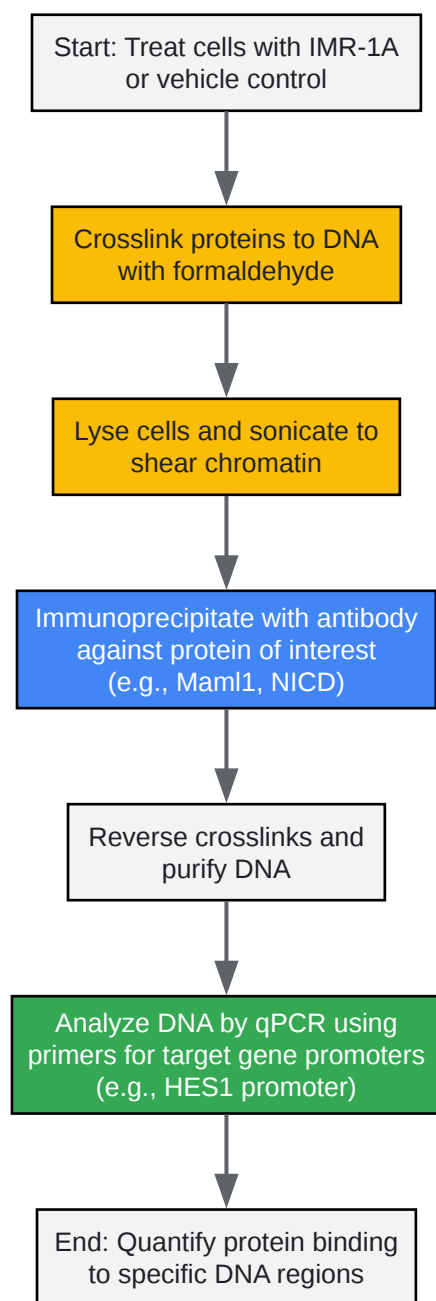 Start: Treat cells with IMR-1A
or vehicle control
Crosslink proteins to DNA
with formaldehyde
Lyse cells and sonicate to
shear chromatin
Immunoprecipitate with antibody
against protein of interest
(e.g., Maml1, NICD)
Reverse crosslinks and
purify DNA
Analyze DNA by qPCR using
primers for target gene promoters
(e.g., HES1 promoter)
End: Quantify protein binding
to specific DNA regions